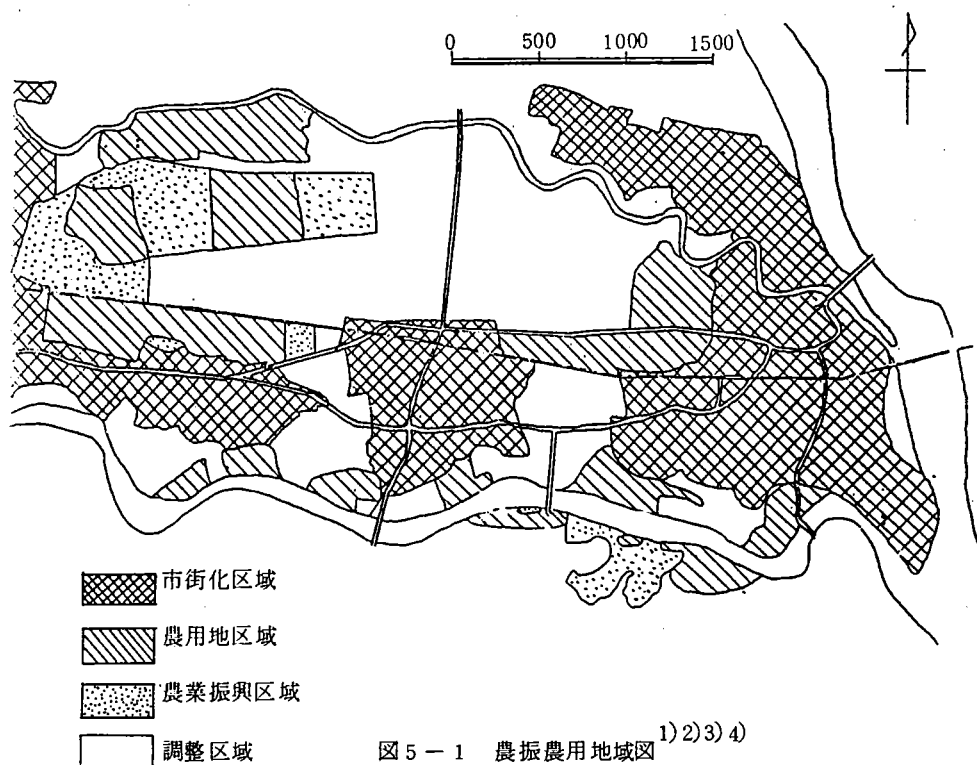 0 500 1000 1500
市街化区域
農用地区域
農業振興区域
調整区域
図5-1 農振農用地域図 1)2)3)4)